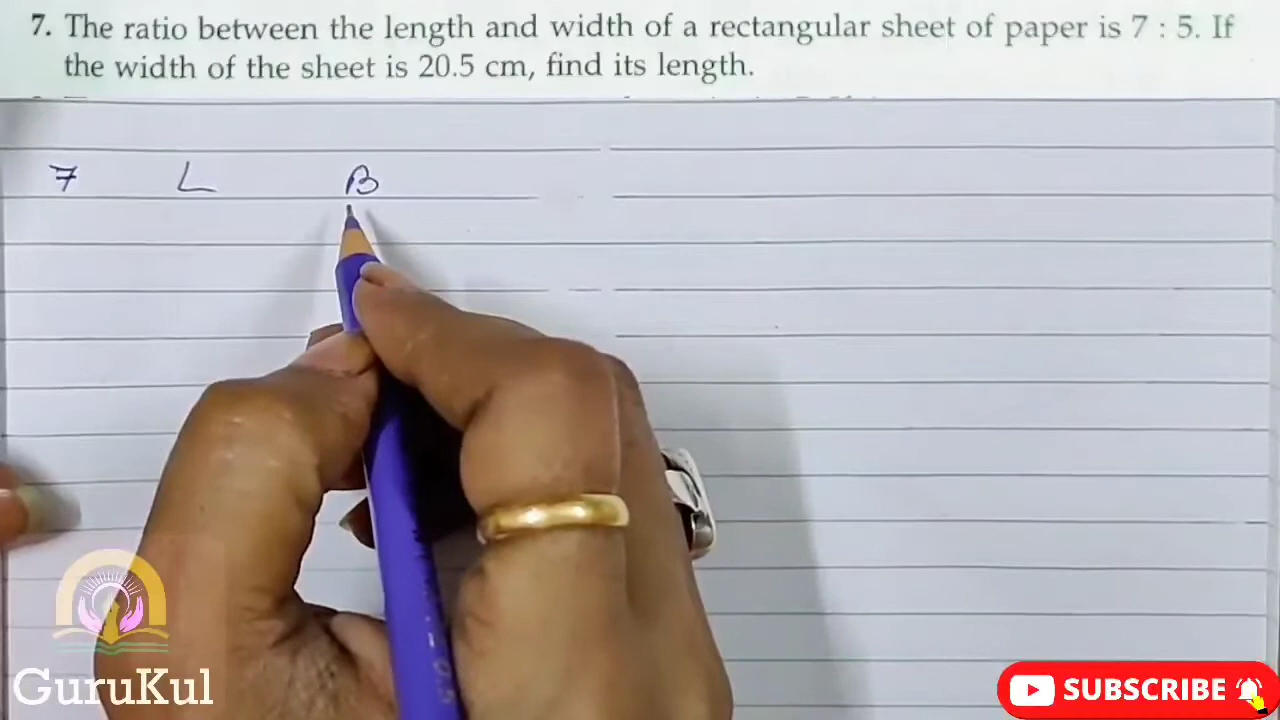 7. The ratio between the length and width of a rectangular sheet of paper is 7 : 5. If
the width of the sheet is 20.5 cm, find its length.
7 L B
GuruKul
SUBSCRIBE